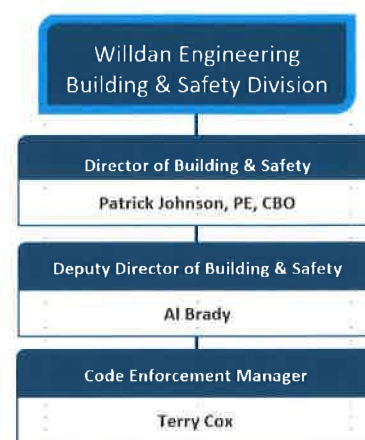 Willdan Engineering
Building & Safety Division
Director of Building & Safety
Patrick Johnson, PE, CBO
Deputy Director of Building & Safety
Al Brady
Code Enforcement Manager
Terry Cox